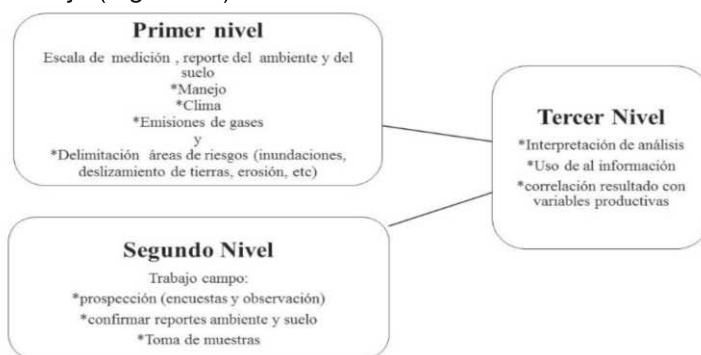 Primer nivel
Escala de medición , reporte del ambiente y del
suelo
*Manejo
*Clima
*Emisiones de gases
y
*Delimitación áreas de riesgos (inundaciones,
deslizamiento de tierras, erosión, etc)
Segundo Nivel
Trabajo campo:
*prospección (encuestas y observación)
*confirmar reportes ambiente y suelo
*Toma de muestras
Tercer Nivel
*Interpretación de análisis
*Uso de al información
*correlación resultado con
variables productivas